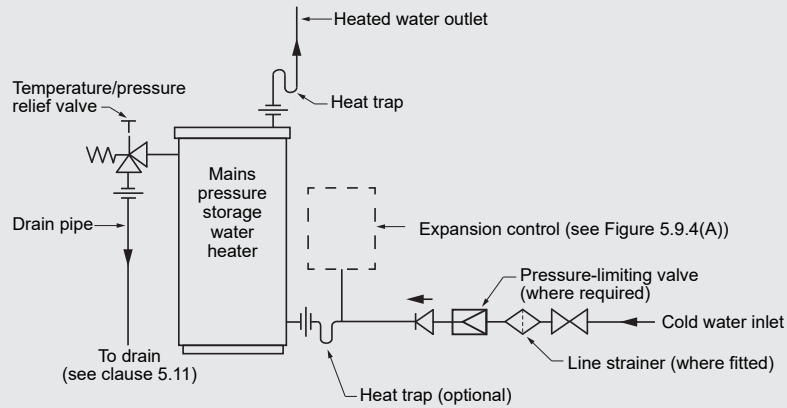 Heated water outlet
Temperature/pressure
relief valve
Heat trap
Mains
pressure
storage
water
heater
Drain pipe
Expansion control (see Figure 5.9.4(A))
Pressure-limiting valve
(where required)
Cold water inlet
To drain
(see clause 5.11)
Line strainer (where fitted)
Heat trap (optional)